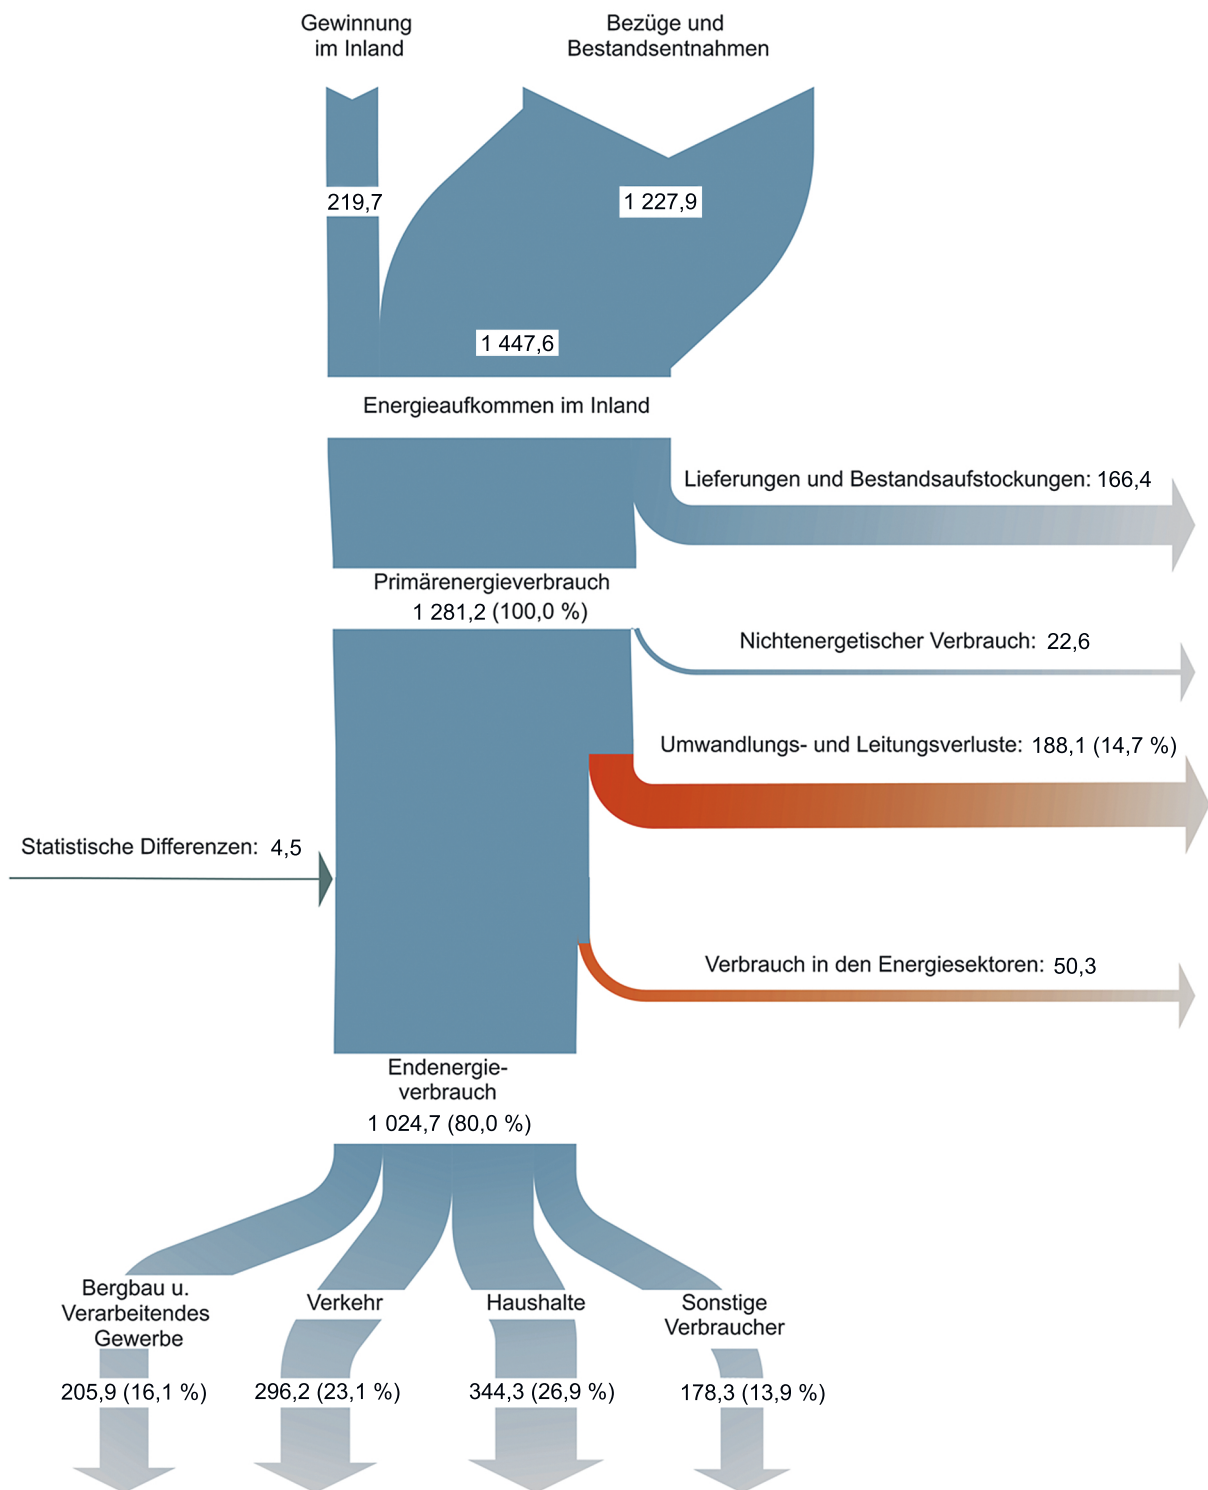 Gewinnung
im Inland
Bezüge und
Bestandsentnahmen
219,7
1 227,9
1 447,6
Energieaufkommen im Inland
Lieferungen und Bestandsaufstockungen: 166,4
Primärenergieverbrauch
1 281,2 (100,0 %)
Nichtenergetischer Verbrauch: 22,6
Umwandlungs- und Leitungsverluste: 188,1 (14,7 %)
Statistische Differenzen: 4,5
Verbrauch in den Energiesektoren: 50,3
Endenergie-
verbrauch
1 024,7 (80,0 %)
Bergbau u.
Verarbeitendes
Gewerbe
Verkehr
Haushalte
Sonstige
Verbraucher
205,9 (16,1 %)
296,2 (23,1 %)
344,3 (26,9 %)
178,3 (13,9 %)